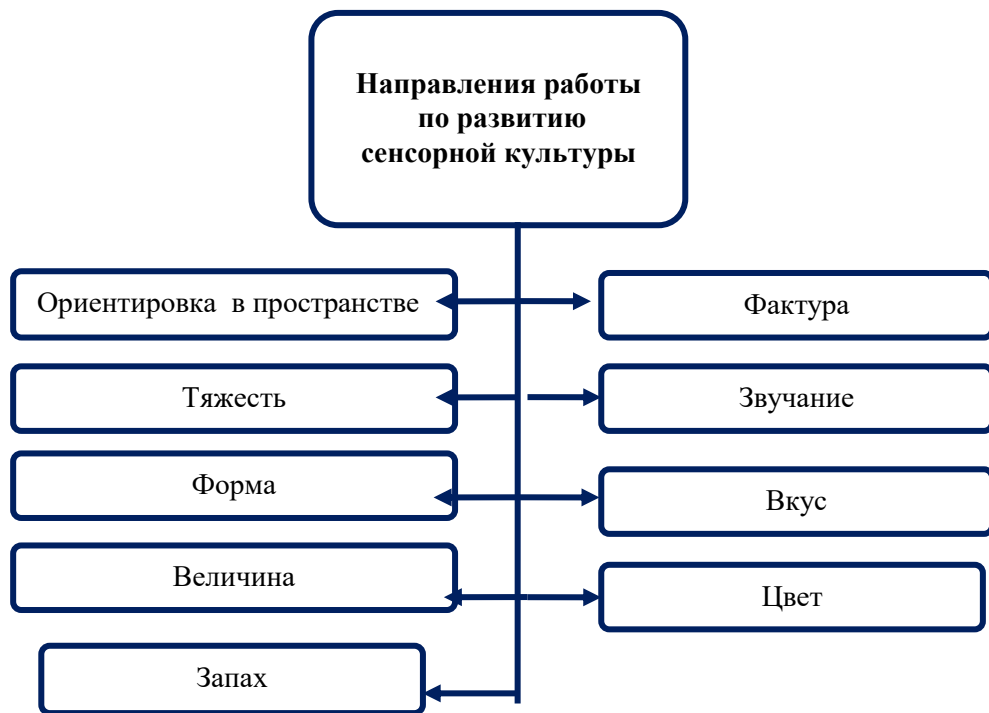 Направления работы
по развитию
сенсорной культуры
Ориентировка в пространстве
Фактура
Тяжесть
Звучание
Форма
Вкус
Величина
Цвет
Запах